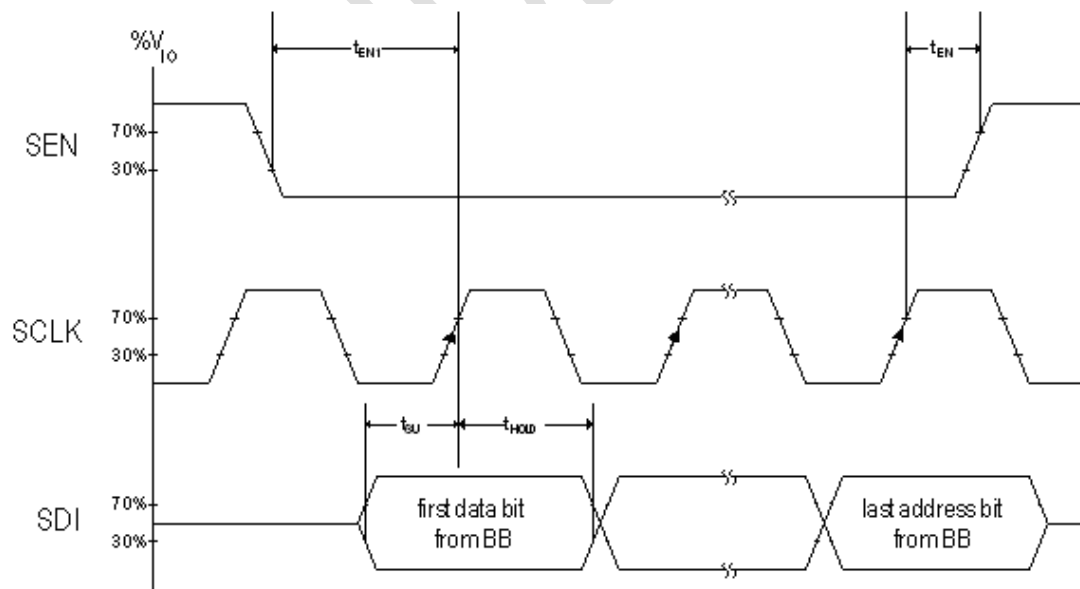 %V IO
tEN1
tEN
SEN
70%
30%
SCLK
70%
30%
tSU
tHOLD
SDI
70%
30%
first data bit
from BB
last address bit
from BB